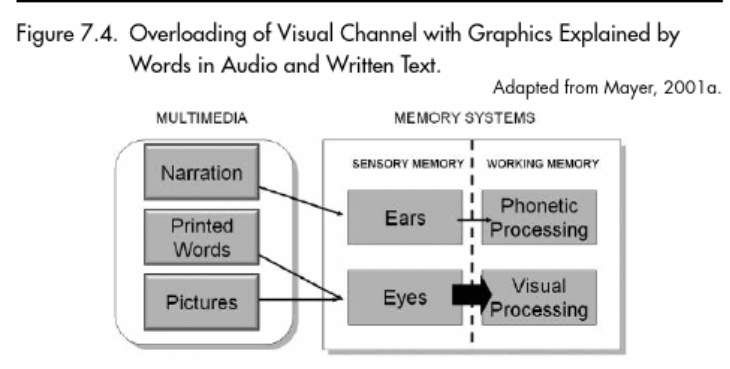 Figure 7.4. Overloading of Visual Channel with Graphics Explained by
Words in Audio and Written Text.
Adapted from Mayer, 2001a.
MULTIMEDIA
MEMORY SYSTEMS
SENSORY MEMORY
WORKING MEMORY
Narration
Printed
Words
Pictures
Ears
Phonetic
Processing
Eyes
Visual
Processing